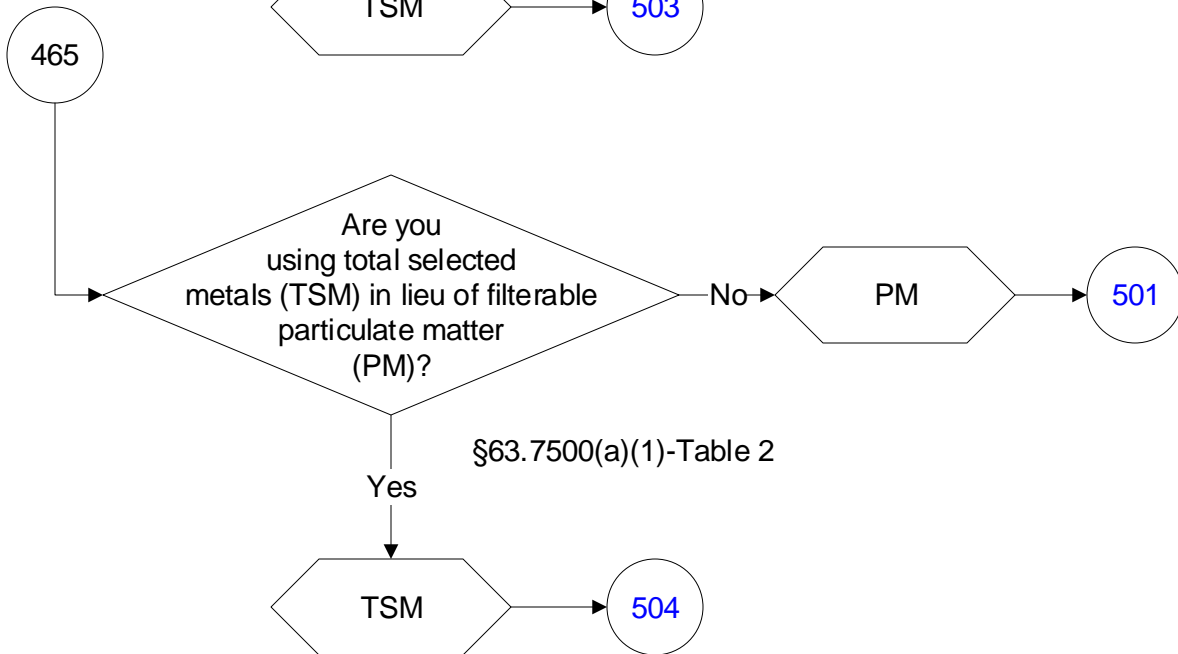 TSM
503
465
Are you
using total selected
metals (TSM) in lieu of filterable
particulate matter
(PM)?
No
PM
501
§63.7500(a)(1)-Table 2
Yes
TSM
504